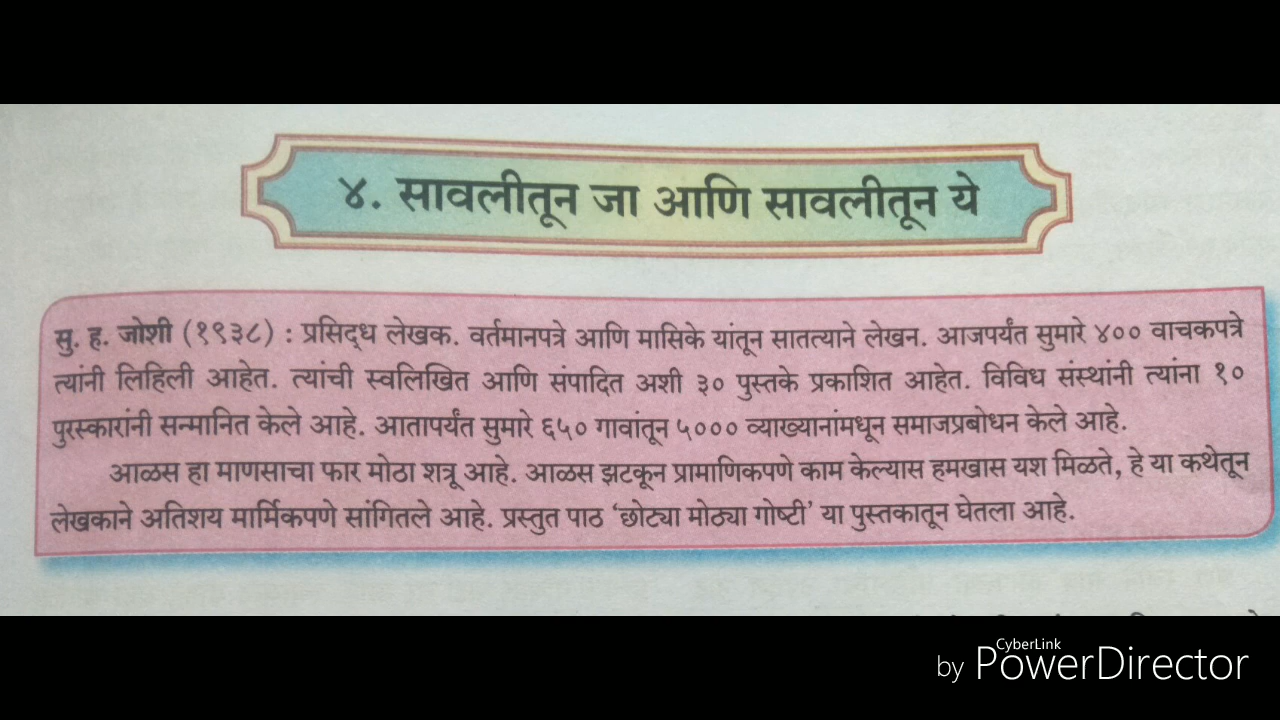 ४. सावलीतून जा आणि सावलीतून ये
सु. ह. जोशी (१९३८) : प्रसिद्ध लेखक. वर्तमानपत्रे आणि मासिके यांतून सातत्याने लेखन. आजपर्यंत सुमारे ४०० वाचकपत्रे
त्यांनी लिहिली आहेत. त्यांची स्वलिखित आणि संपादित अशी ३० पुस्तके प्रकाशित आहेत. विविध संस्थांनी त्यांना १०
पुरस्कारांनी सन्मानित केले आहे. आतापर्यंत सुमारे ६५० गावांतून ५००० व्याख्यानांमधून समाजप्रबोधन केले आहे.
आळस हा माणसाचा फार मोठा शत्रू आहे. आळस झटकून प्रामाणिकपणे काम केल्यास हमखास यश मिळते, हे या कथेतून
लेखकाने अतिशय मार्मिकपणे सांगितले आहे. प्रस्तुत पाठ ‘छोट्या मोठ्या गोष्टी’ या पुस्तकातून घेतला आहे.
CyberLink
by PowerDirector